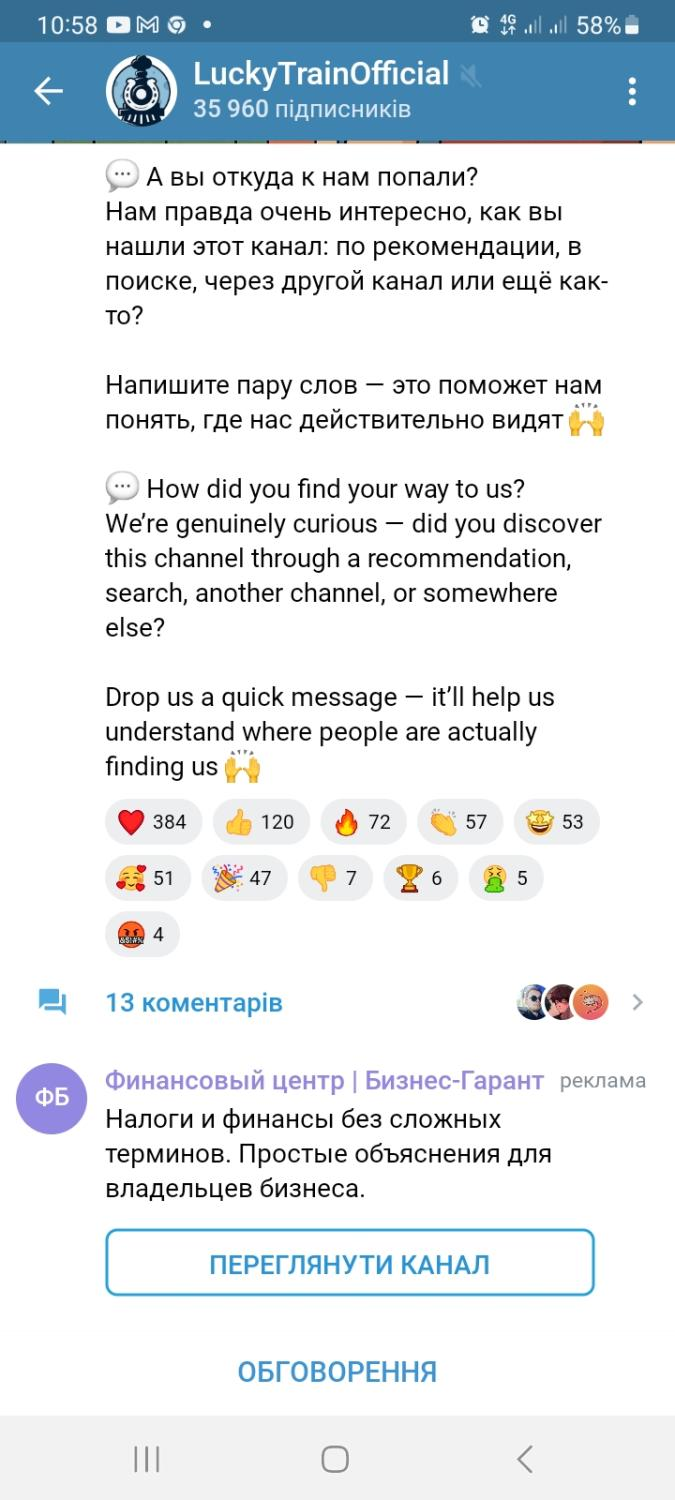 10:58
4G 58%
LuckyTrainOfficial
35 960 підписників
💬 А вы откуда к нам попали?
Нам правда очень интересно, как вы
нашли этот канал: по рекомендации, в
поиске, через другой канал или ещё как-
то?
Напишите пару слов — это поможет нам
понять, где нас действительно видят 🙌
💬 How did you find your way to us?
We’re genuinely curious — did you discover
this channel through a recommendation,
search, another channel, or somewhere
else?
Drop us a quick message — it’ll help us
understand where people are actually
finding us 🙌
❤️ 384 👍 120 🔥 72 👏 57 🤩 53
🥰 51 🎉 47 👎 7 🏆 6 🤮 5
🤬 4
13 коментарів
ФБ
Финансовый центр | Бизнес-Гарант реклама
Налоги и финансы без сложных
терминов. Простые объяснения для
владельцев бизнеса.
ПЕРЕГЛЯНУТИ КАНАЛ
ОБГОВОРЕННЯ